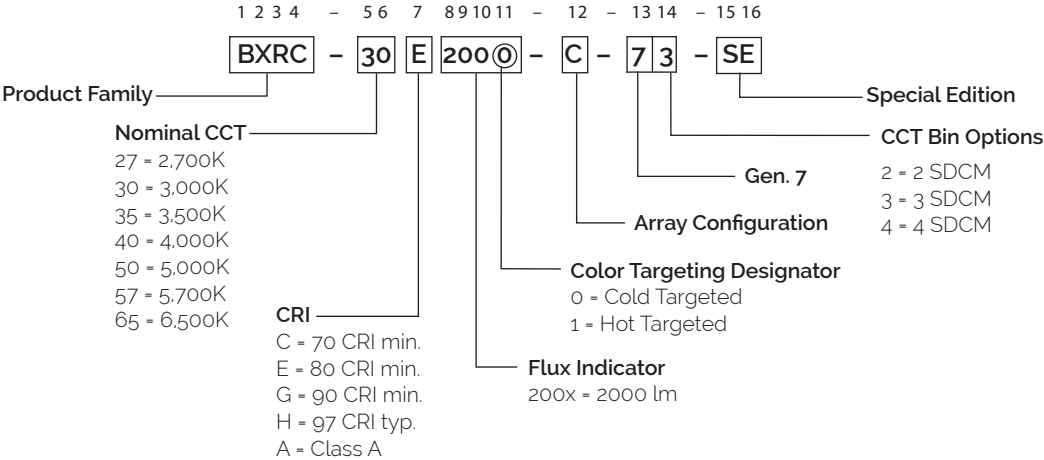 1 2 3 4 – 5 6 7 8 9 10 11 – 12 – 13 14 – 15 16
BXRC – 30 E 200 0 – C – 7 3 – SE
Product Family
Special Edition
Nominal CCT
27 = 2,700K
30 = 3,000K
35 = 3,500K
40 = 4,000K
50 = 5,000K
57 = 5,700K
65 = 6,500K
CCT Bin Options
2 = 2 SDCM
3 = 3 SDCM
4 = 4 SDCM
Gen. 7
Array Configuration
Color Targeting Designator
0 = Cold Targeted
1 = Hot Targeted
CRI
C = 70 CRI min.
E = 80 CRI min.
G = 90 CRI min.
H = 97 CRI typ.
A = Class A
Flux Indicator
200x = 2000 lm